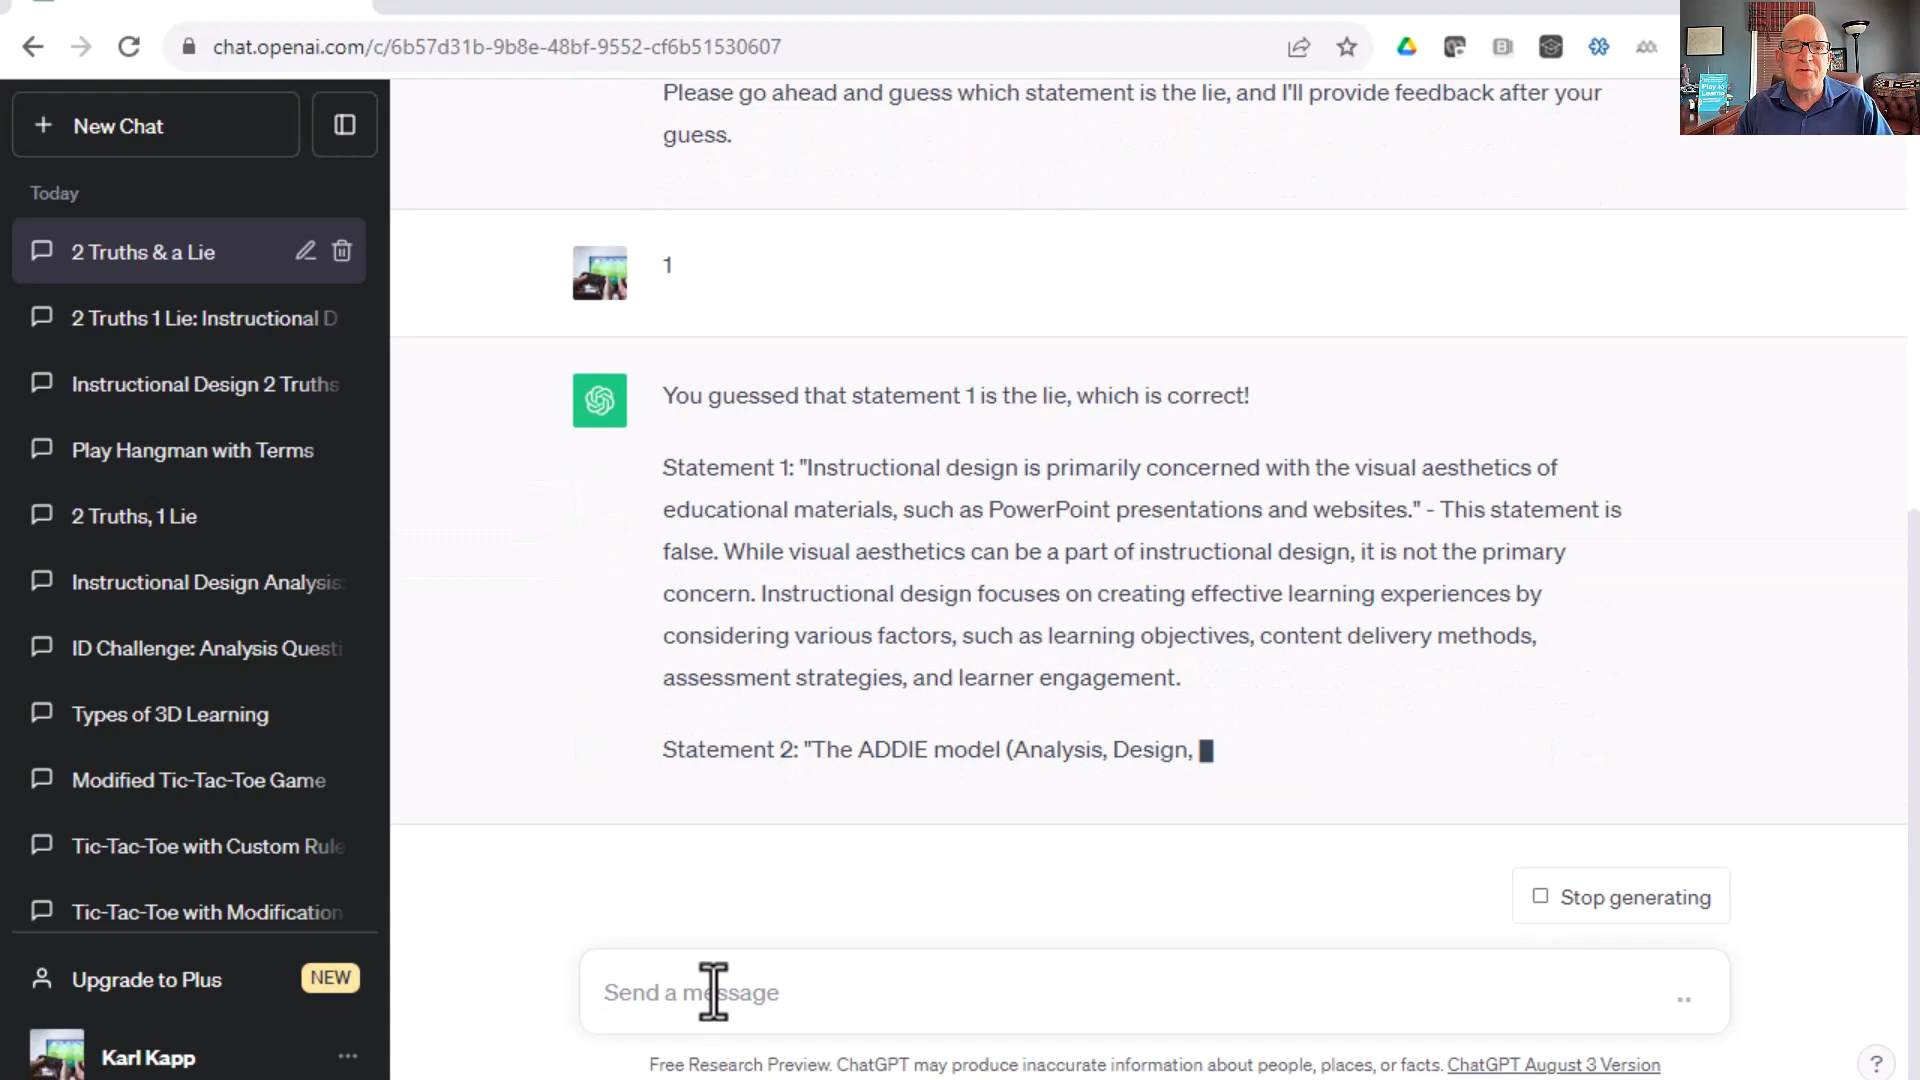 chat.openai.com/c/6b57d31b-9b8e-48bf-9552-cf6b51530607
New Chat
Today
2 Truths & a Lie
2 Truths 1 Lie: Instructional D
Instructional Design 2 Truths
Play Hangman with Terms
2 Truths, 1 Lie
Instructional Design Analysis
ID Challenge: Analysis Questi
Types of 3D Learning
Modified Tic-Tac-Toe Game
Tic-Tac-Toe with Custom Rule
Tic-Tac-Toe with Modification
Upgrade to Plus NEW
Karl Kapp
Please go ahead and guess which statement is the lie, and I'll provide feedback after your
guess.
1
You guessed that statement 1 is the lie, which is correct!
Statement 1: "Instructional design is primarily concerned with the visual aesthetics of
educational materials, such as PowerPoint presentations and websites." - This statement is
false. While visual aesthetics can be a part of instructional design, it is not the primary
concern. Instructional design focuses on creating effective learning experiences by
considering various factors, such as learning objectives, content delivery methods,
assessment strategies, and learner engagement.
Statement 2: "The ADDIE model (Analysis, Design,
Stop generating
Send a message
Free Research Preview. ChatGPT may produce inaccurate information about people, places, or facts. ChatGPT August 3 Version
?
Play to
Learn